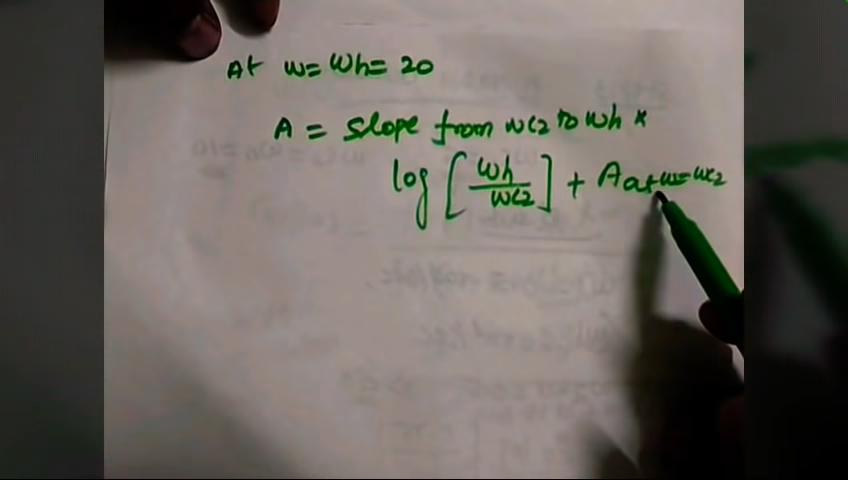 At w = wh = 20
A = slope from wc2 to wh *
log [ wh / wc2 ] + A at w = wc2